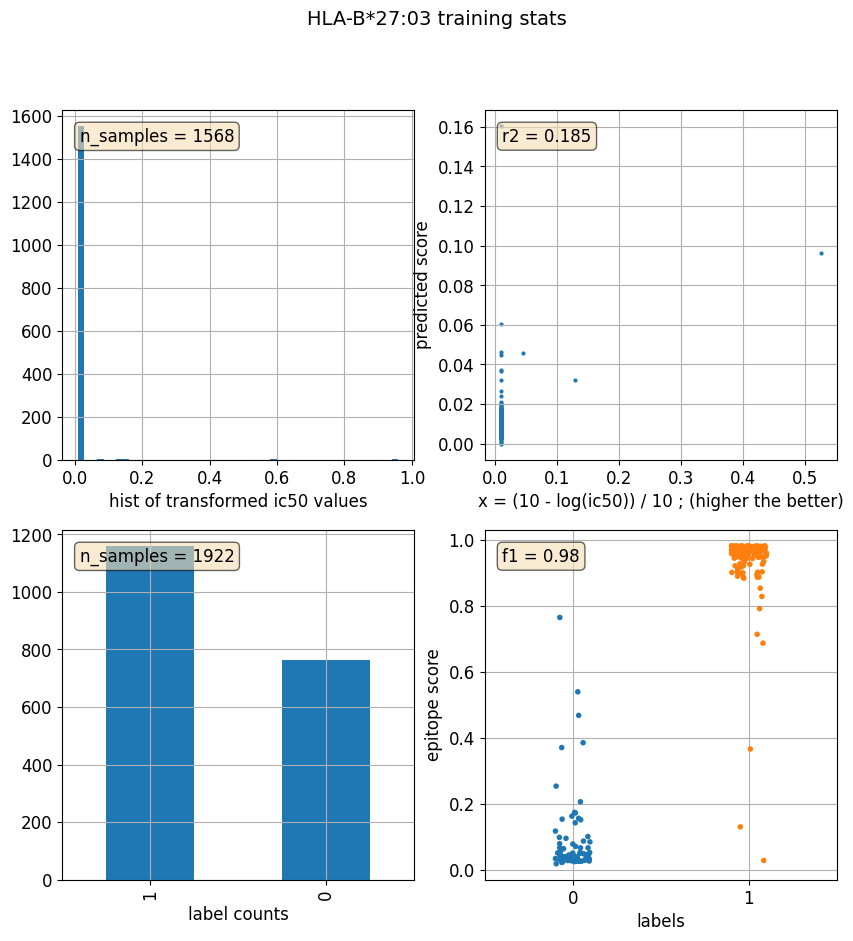 HLA-B*27:03 training stats
n_samples = 1568
1600
1400
1200
1000
800
600
400
200
0
0.0 0.2 0.4 0.6 0.8 1.0
hist of transformed ic50 values
r2 = 0.185
predicted score
0.16
0.14
0.12
0.10
0.08
0.06
0.04
0.02
0.00
0.0 0.1 0.2 0.3 0.4 0.5
x = (10 - log(ic50)) / 10 ; (higher the better)
n_samples = 1922
1200
1000
800
600
400
200
0
1 0
label counts
f1 = 0.98
epitope score
1.0
0.8
0.6
0.4
0.2
0.0
0 1
labels